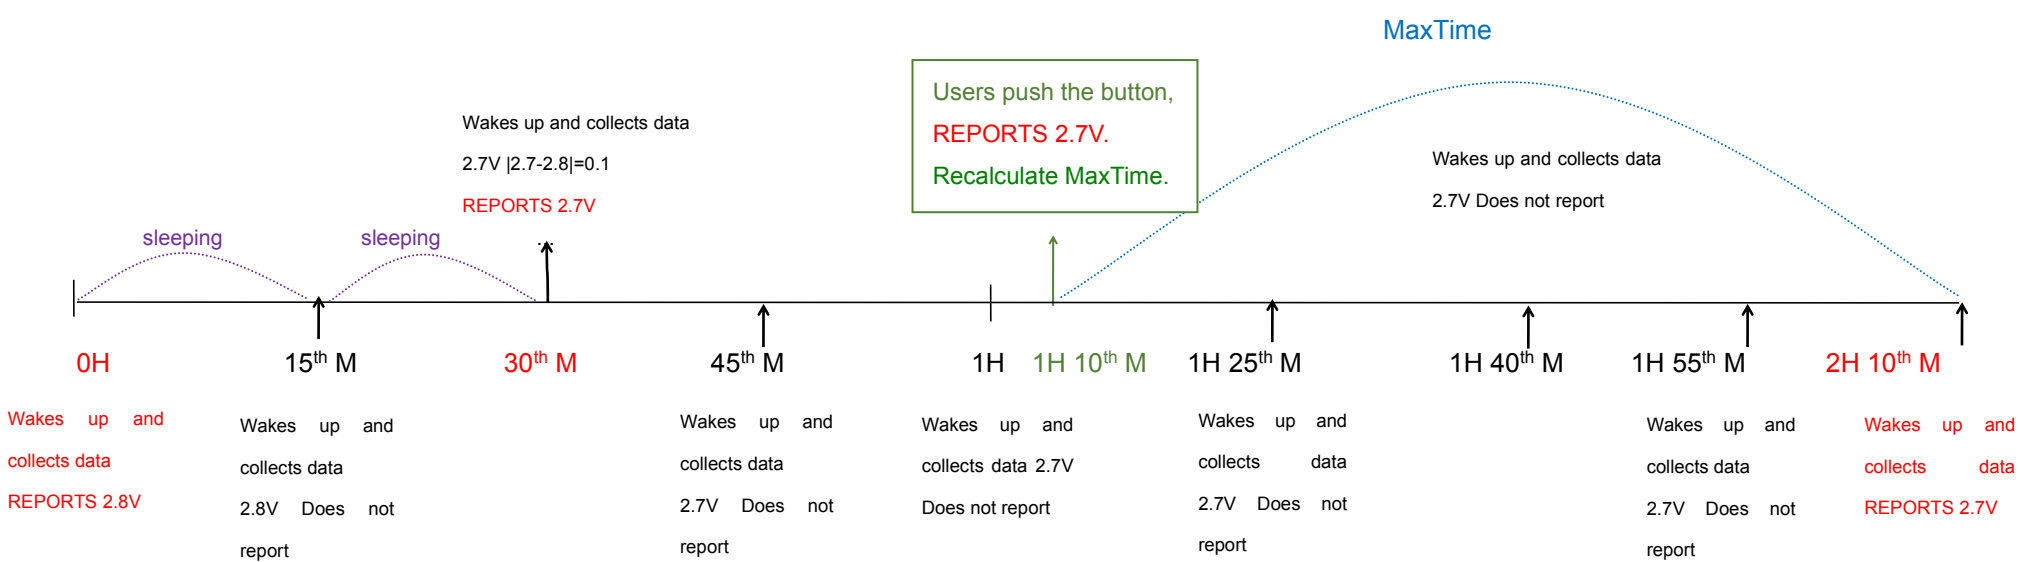 MaxTime
Users push the button,
REPORTS 2.7V.
Recalculate MaxTime.
Wakes up and collects data
2.7V |2.7-2.8|=0.1
REPORTS 2.7V
Wakes up and collects data
2.7V Does not report
sleeping
sleeping
0H
15th M
30th M
45th M
1H
1H 10th M
1H 25th M
1H 40th M
1H 55th M
2H 10th M
Wakes up and
collects data
REPORTS 2.8V
Wakes up and
collects data
2.8V Does not
report
Wakes up and
collects data
2.7V Does not
report
Wakes up and
collects data 2.7V
Does not report
Wakes up and
collects data
2.7V Does not
report
Wakes up and
collects data
2.7V Does not
report
Wakes up and
collects data
REPORTS 2.7V